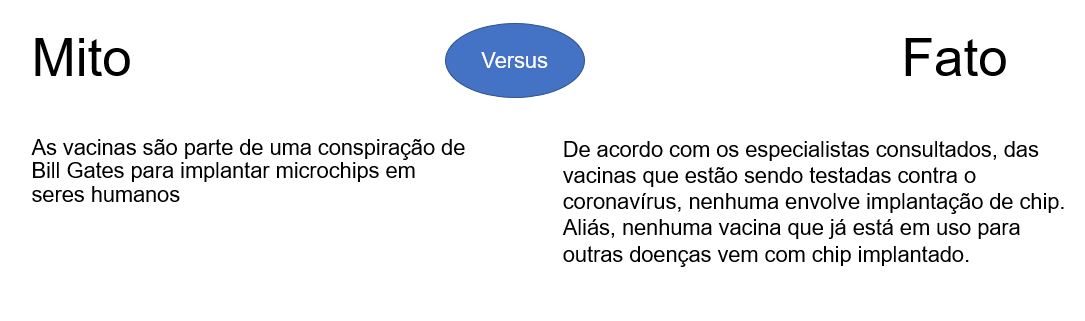 Mito
Versus
Fato
As vacinas são parte de uma conspiração de
Bill Gates para implantar microchips em
seres humanos
De acordo com os especialistas consultados, das
vacinas que estão sendo testadas contra o
coronavírus, nenhuma envolve implantação de chip.
Aliás, nenhuma vacina que já está em uso para
outras doenças vem com chip implantado.